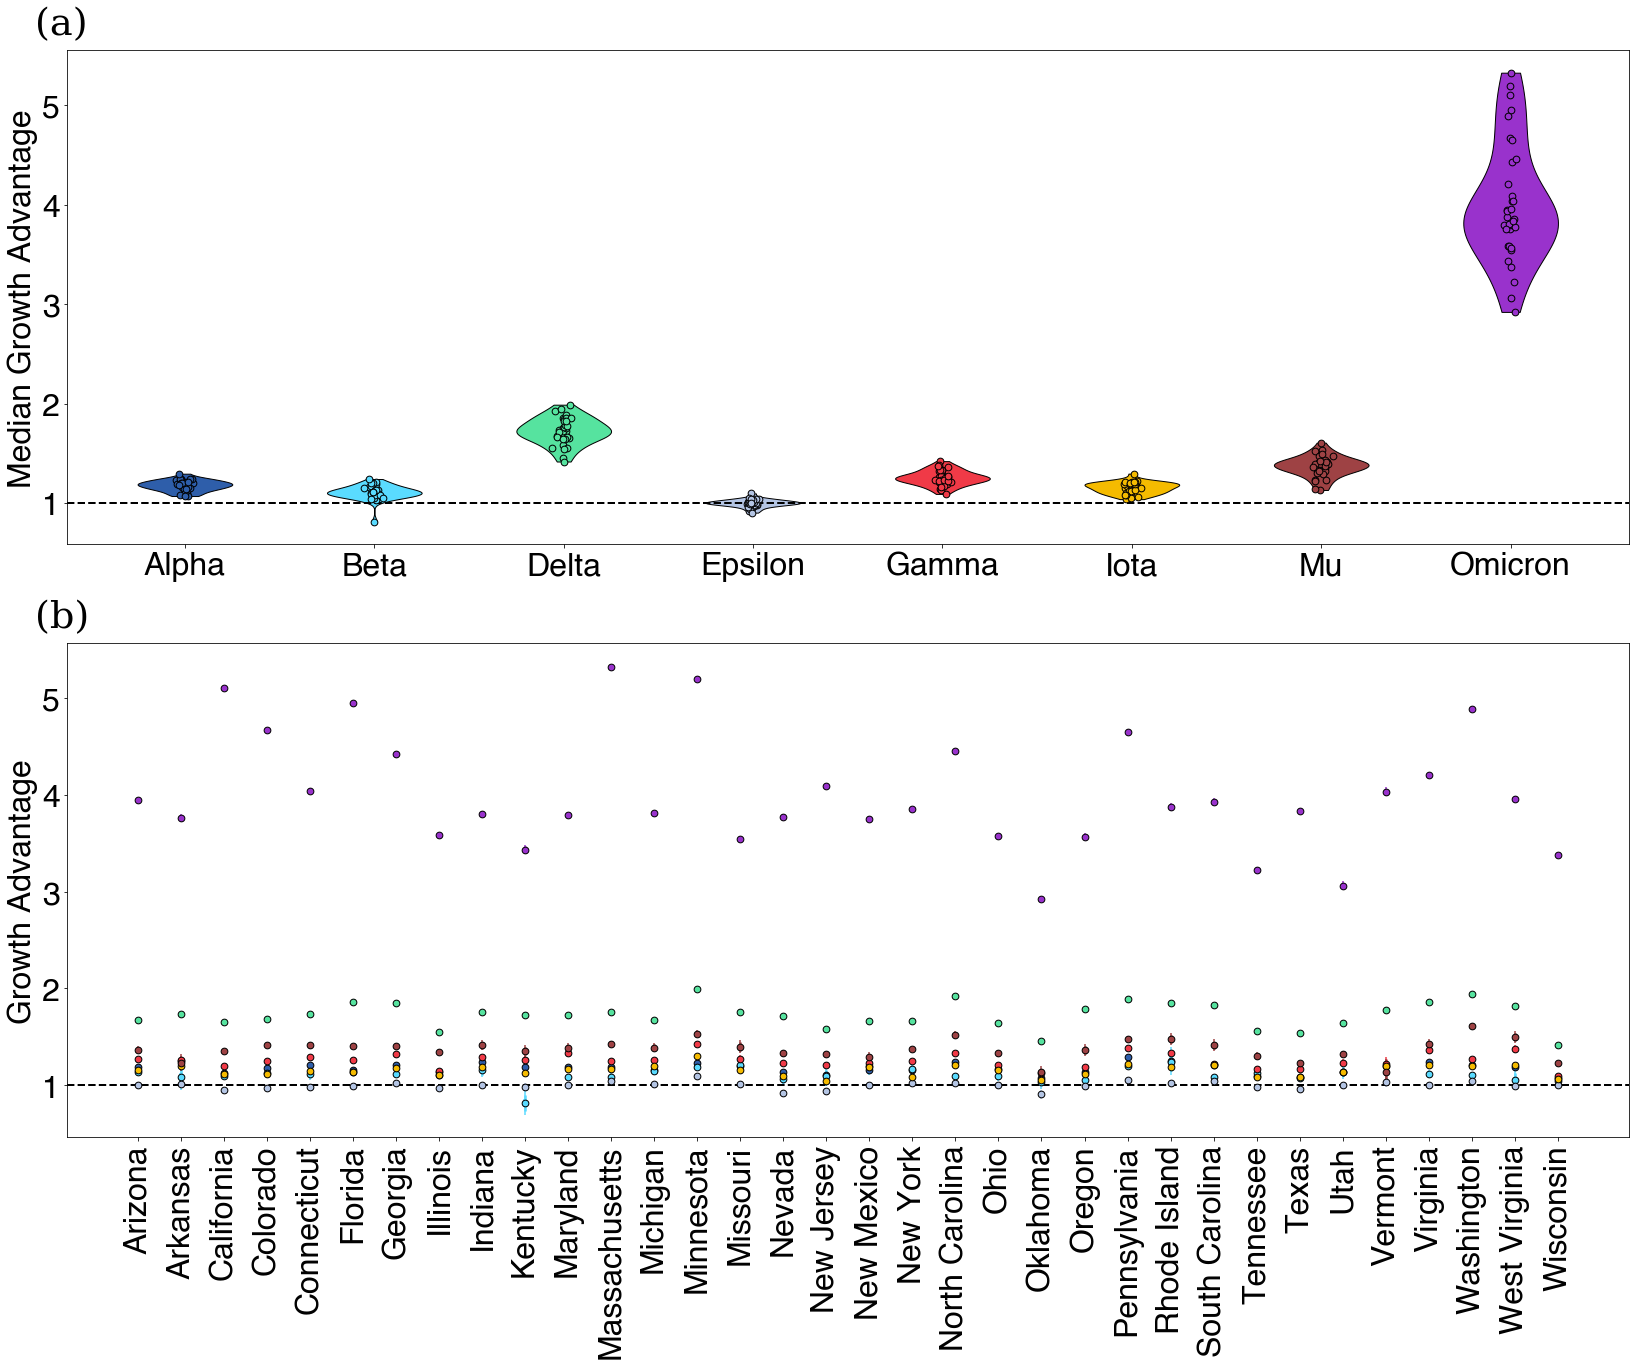 (a)
Median Growth Advantage
5
4
3
2
1
Alpha Beta Delta Epsilon Gamma Iota Mu Omicron
(b)
Growth Advantage
5
4
3
2
1
Arizona
Arkansas
California
Colorado
Connecticut
Florida
Georgia
Illinois
Indiana
Kentucky
Maryland
Massachusetts
Michigan
Minnesota
Missouri
Nevada
New Jersey
New Mexico
New York
North Carolina
Ohio
Oklahoma
Oregon
Pennsylvania
Rhode Island
South Carolina
Tennessee
Texas
Utah
Vermont
Virginia
Washington
West Virginia
Wisconsin